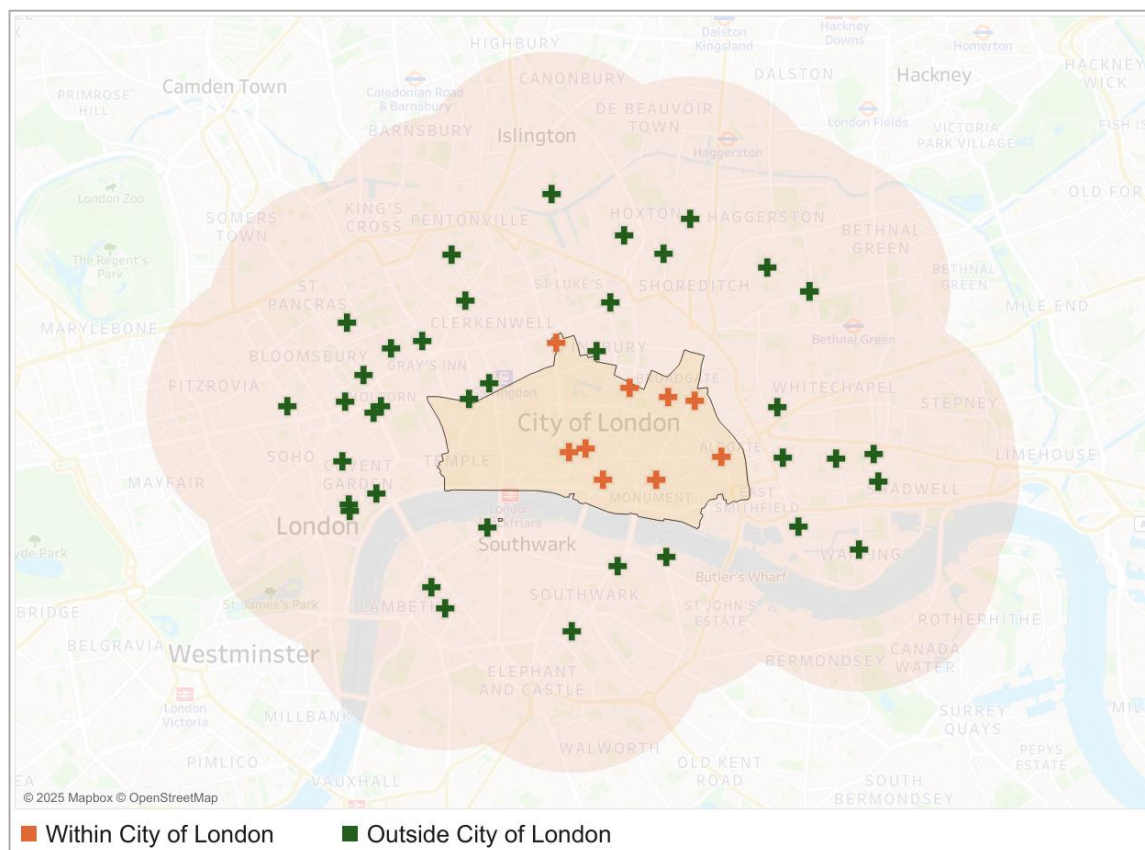 HIGHBURY
Dalston
Kingsland
Hackney
Downs
Homerton
CANONBURY
DALSTON
Hackney
HACKNEY
WICK
Camden Town
PRIMROSE
HILL
Caledonian Road
& Barnsbury
DE BEAUVOIR
TOWN
London Fields
BARNSBURY
Islington
Haggerston
VICTORIA
PARK VILLAGE
FISH IS
London Zoo
OLD FOR
SOMERS
TOWN
KING'S
CROSS
PENTONVILLE
HOXTON
HAGGERSTON
BETHNAL
GREEN
The Regent's
Park
ST
PANCRAS
ST LUKE'S
SHOREDITCH
BETHNAL
GREEN
MILE END
MARYLEBONE
CLERKENWELL
Bethnal Green
BLOOMSBURY
GRAY'S INN
FITZROVIA
WHITECHAPEL
STEPNEY
City of London
SOHO
COVENT
GARDEN
TEMPLE
LIMEHOUSE
MAYFAIR
MONUMENT
EAST
SMITHFIELD
London
London
Southwark
Butler's Wharf
St. James's Park
LAMBETH
SOUTHWARK
ST JOHN'S
ESTATE
BRIDGE
ROTHERHITHE
BELGRAVIA
Westminster
BERMONDSEY
CANADA
WATER
ELEPHANT
AND CASTLE
London
Victoria
MILLBANK
SURREY
QUAYS
WALWORTH
PIMLICO
OLD KENT
ROAD
PEPYS
ESTATE
VAUXHALL
SOUTH
BERMONDSEY
© 2025 Mapbox © OpenStreetMap
Within City of London
Outside City of London